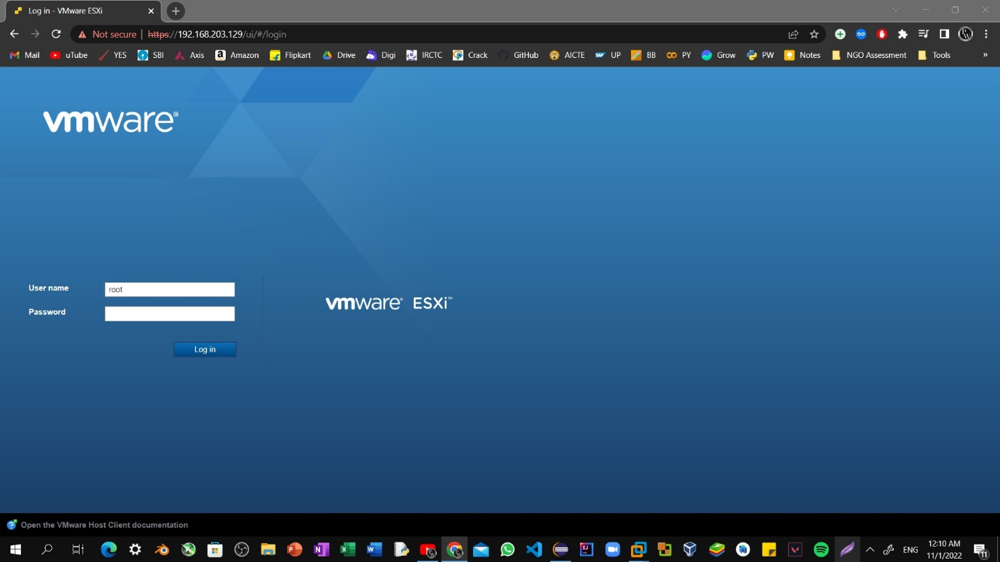 Log in - VMware ESXi
Not secure | https://192.168.203.129/ui/#/login
Mail uTube YES SBI Axis Amazon Flipkart Drive Digi IRCTC Crack GitHub AICTE UP BB PY Grow PW Notes NGO Assessment Tools »
vmware®
User name root
Password
Log in
vmware® ESXi™
Open the VMware Host Client documentation
ENG 12:10 AM
11/1/2022 11